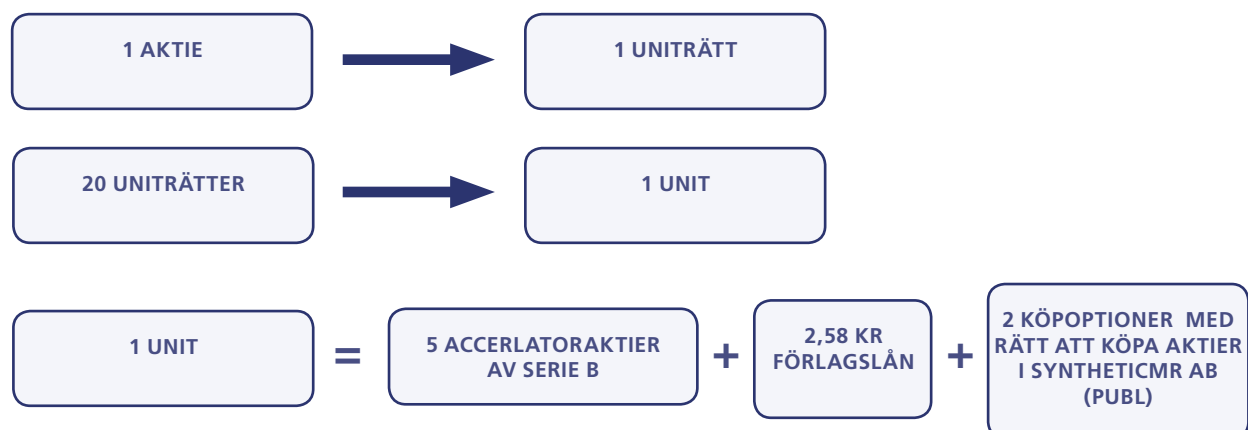 1 AKTIE
1 UNITRÄTT
20 UNITRÄTTER
1 UNIT
1 UNIT
=
5 ACCERLATORAKTIER
AV SERIE B
+
2,58 KR
FÖRLAGSLÅN
+
2 KÖPOPTIONER MED
RÄTT ATT KÖPA AKTIER
I SYNTHETICMR AB
(PUBL)